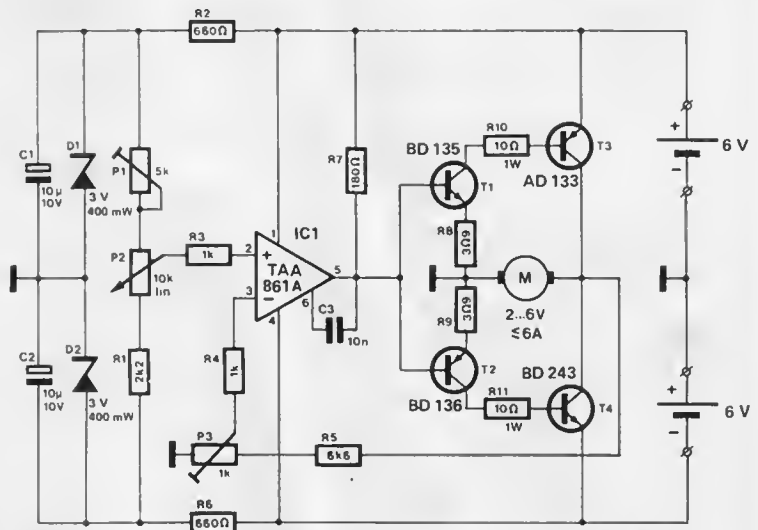 R2
660Ω
C1
10µ
10V
D1
3 V
400 mW
P1
5k
P2
10k
lin
R3
1k
R7
180Ω
IC1
TAA
861A
1
2
+
3
−
4
5
6
C3
10n
R4
1k
BD 135
T1
R10
10Ω
1W
T3
AD 133
R8
3Ω9
M
2...6V
≤6A
R9
3Ω9
T2
BD 136
R11
10Ω
1W
BD 243
T4
+
6 V
−
+
6 V
−
C2
10µ
10V
D2
3 V
400 mW
R1
2k2
P3
1k
R5
6k6
R6
660Ω